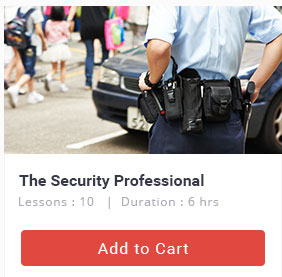 The Security Professional
Lessons : 10 | Duration : 6 hrs
Add to Cart